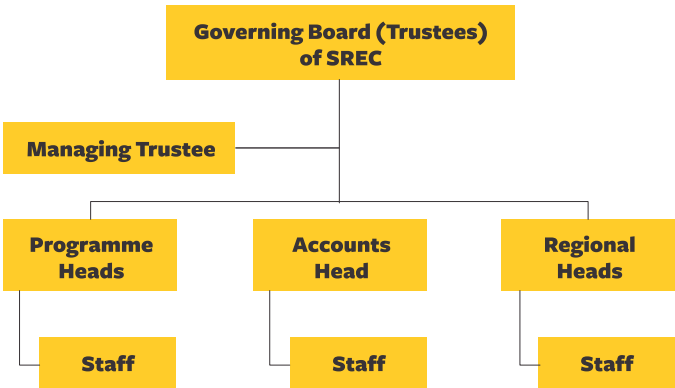 Governing Board (Trustees)
of SREC
Managing Trustee
Programme
Heads
Accounts
Head
Regional
Heads
Staff
Staff
Staff